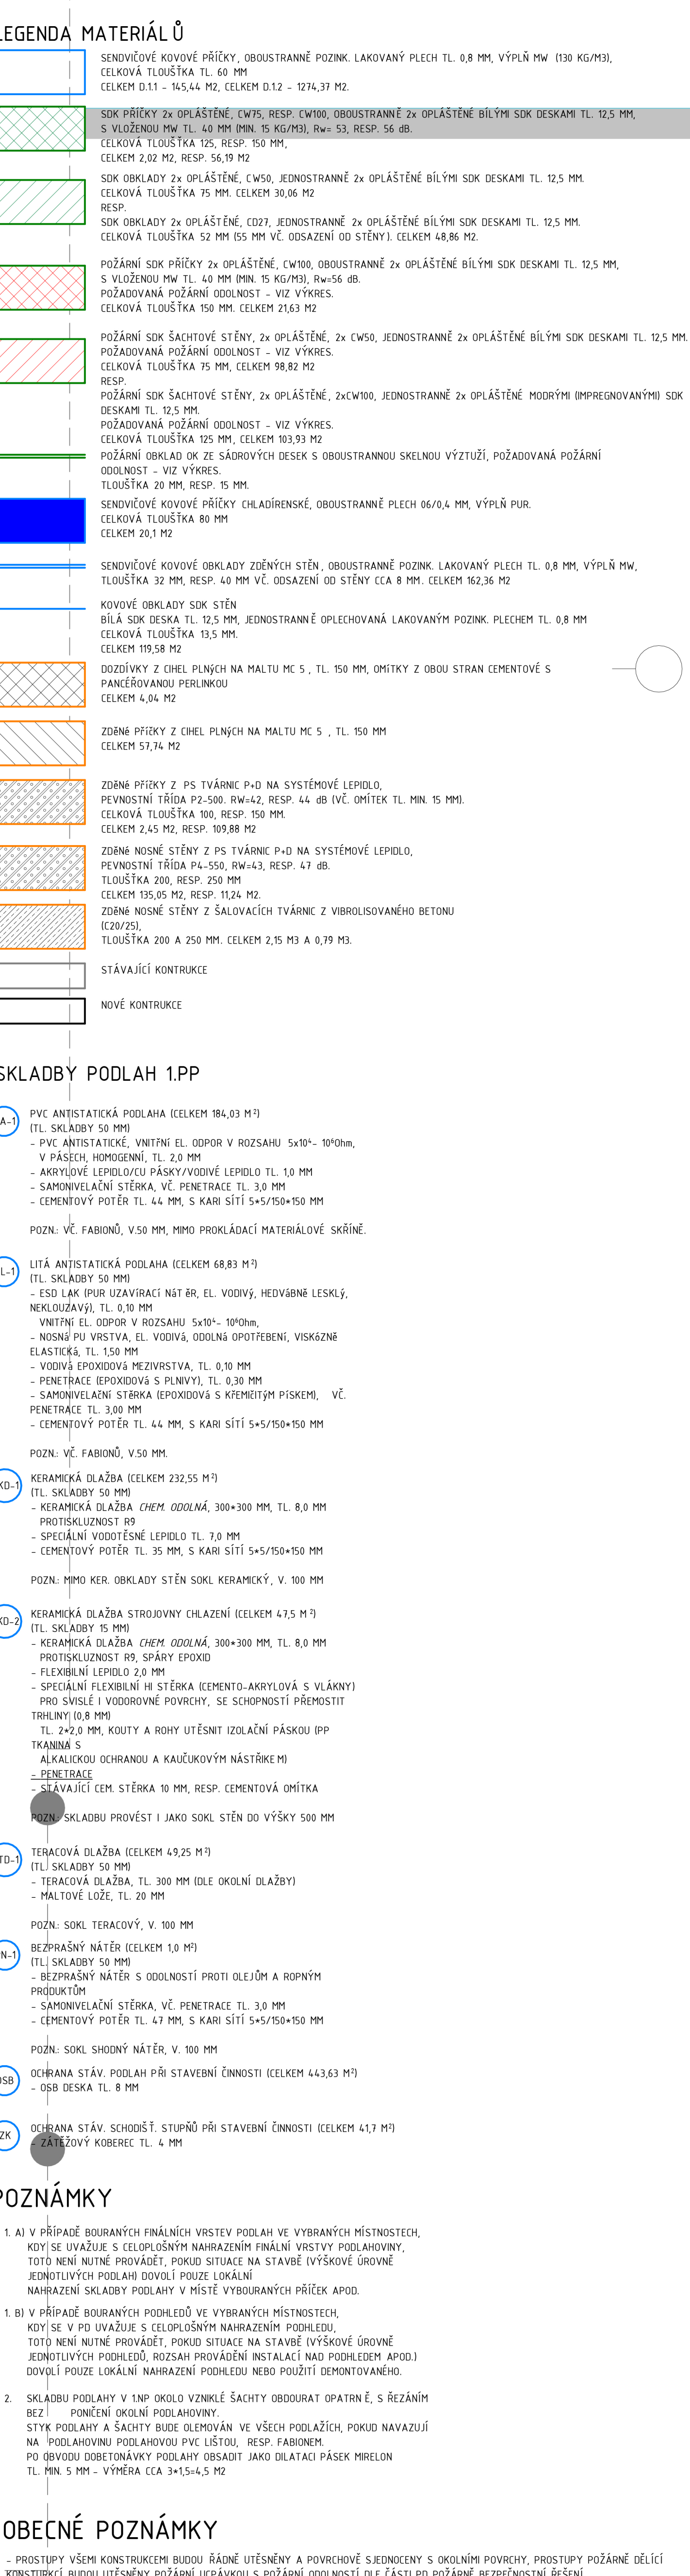 LEGENDA MATERIÁLŮ
SENDVIČOVÉ KOVOVÉ PŘÍČKY, OBOUSTRANNĚ POZINK. LAKOVANÝ PLECH TL. 0,8 MM, VÝPLŇ MW (130 KG/M3),
CELKOVÁ TLOUŠŤKA TL. 60 MM
CELKEM D.1.1 - 145,44 M2, CELKEM D.1.2 - 1274,37 M2.
SDK PŘÍČKY 2x OPLÁŠTĚNÉ, CW75, RESP. CW100, OBOUSTRANNĚ 2x OPLÁŠTĚNÉ BÍLÝMI SDK DESKAMI TL. 12,5 MM,
S VLOŽENOU MW TL. 40 MM (MIN. 15 KG/M3), Rw= 53, RESP. 56 dB.
CELKOVÁ TLOUŠŤKA 125, RESP. 150 MM,
CELKEM 2,02 M2, RESP. 56,19 M2
SDK OBKLADY 2x OPLÁŠTĚNÉ, CW50, JEDNOSTRANNĚ 2x OPLÁŠTĚNÉ BÍLÝMI SDK DESKAMI TL. 12,5 MM.
CELKOVÁ TLOUŠŤKA 75 MM. CELKEM 30,06 M2
RESP.
SDK OBKLADY 2x OPLÁŠTĚNÉ, CD27, JEDNOSTRANNĚ 2x OPLÁŠTĚNÉ BÍLÝMI SDK DESKAMI TL. 12,5 MM.
CELKOVÁ TLOUŠŤKA 52 MM (55 MM VČ. ODSAZENÍ OD STĚNY). CELKEM 48,86 M2.
POŽÁRNÍ SDK PŘÍČKY 2x OPLÁŠTĚNÉ, CW100, OBOUSTRANNĚ 2x OPLÁŠTĚNÉ BÍLÝMI SDK DESKAMI TL. 12,5 MM,
S VLOŽENOU MW TL. 40 MM (MIN. 15 KG/M3), Rw=56 dB.
POŽADOVANÁ POŽÁRNÍ ODOLNOST - VIZ VÝKRES.
CELKOVÁ TLOUŠŤKA 150 MM. CELKEM 21,63 M2
POŽÁRNÍ SDK ŠACHTOVÉ STĚNY, 2x OPLÁŠTĚNÉ, 2x CW50, JEDNOSTRANNĚ 2x OPLÁŠTĚNÉ BÍLÝMI SDK DESKAMI TL. 12,5 MM.
POŽADOVANÁ POŽÁRNÍ ODOLNOST - VIZ VÝKRES.
CELKOVÁ TLOUŠŤKA 75 MM, CELKEM 98,82 M2
RESP.
POŽÁRNÍ SDK ŠACHTOVÉ STĚNY, 2x OPLÁŠTĚNÉ, 2xCW100, JEDNOSTRANNĚ 2x OPLÁŠTĚNÉ MODRÝMI (IMPREGNOVANÝMI) SDK
DESKAMI TL. 12,5 MM.
POŽADOVANÁ POŽÁRNÍ ODOLNOST - VIZ VÝKRES.
CELKOVÁ TLOUŠŤKA 125 MM, CELKEM 103,93 M2
POŽÁRNÍ OBKLAD OK ZE SÁDROVÝCH DESEK S OBOUSTRANNOU SKELNOU VÝZTUŽÍ, POŽADOVANÁ POŽÁRNÍ
ODOLNOST - VIZ VÝKRES.
TLOUŠŤKA 20 MM, RESP. 15 MM.
SENDVIČOVÉ KOVOVÉ PŘÍČKY CHLADÍRENSKÉ, OBOUSTRANNĚ PLECH 06/0,4 MM, VÝPLŇ PUR.
CELKOVÁ TLOUŠŤKA 80 MM
CELKEM 20,1 M2
SENDVIČOVÉ KOVOVÉ OBKLADY ZDĚNÝCH STĚN, OBOUSTRANNĚ POZINK. LAKOVANÝ PLECH TL. 0,8 MM, VÝPLŇ MW,
TLOUŠŤKA 32 MM, RESP. 40 MM VČ. ODSAZENÍ OD STĚNY CCA 8 MM. CELKEM 162,36 M2
KOVOVÉ OBKLADY SDK STĚN
BÍLÁ SDK DESKA TL. 12,5 MM, JEDNOSTRANNĚ OPLECHOVANÁ LAKOVANÝM POZINK. PLECHEM TL. 0,8 MM
CELKOVÁ TLOUŠŤKA 13,5 MM.
CELKEM 119,58 M2
DOZDÍVKY Z CIHEL PLNýCH NA MALTU MC 5, TL. 150 MM, OMíTKY Z OBOU STRAN CEMENTOVÉ S
PANCÉŘOVANOU PERLINKOU
CELKEM 4,04 M2
ZDěNé PříčKY Z CIHEL PLNýCH NA MALTU MC 5 , TL. 150 MM
CELKEM 57,74 M2
ZDěNé PříčKY Z PS TVÁRNIC P+D NA SYSTÉMOVÉ LEPIDLO,
PEVNOSTNÍ TŘÍDA P2-500. RW=42, RESP. 44 dB (VČ. OMÍTEK TL. MIN. 15 MM).
CELKOVÁ TLOUŠŤKA 100, RESP. 150 MM.
CELKEM 2,45 M2, RESP. 109,88 M2
ZDěNé NOSNÉ STĚNY Z PS TVÁRNIC P+D NA SYSTÉMOVÉ LEPIDLO,
PEVNOSTNÍ TŘÍDA P4-550, RW=43, RESP. 47 dB.
TLOUŠŤKA 200, RESP. 250 MM
CELKEM 135,05 M2, RESP. 11,24 M2.
ZDěNé NOSNÉ STĚNY Z ŠALOVACÍCH TVÁRNIC Z VIBROLISOVANÉHO BETONU
(C20/25),
TLOUŠŤKA 200 A 250 MM. CELKEM 2,15 M3 A 0,79 M3.
STÁVAJÍCÍ KONTRUKCE
NOVÉ KONTRUKCE
SKLADBY PODLAH 1.PP
A-1
PVC ANTISTATICKÁ PODLAHA (CELKEM 184,03 M²)
(TL. SKLADBY 50 MM)
- PVC ANTISTATICKÉ, VNITřNí EL. ODPOR V ROZSAHU 5x10⁴- 10⁶Ohm,
V PÁSECH, HOMOGENNÍ, TL. 2,0 MM
- AKRYLOVÉ LEPIDLO/CU PÁSKY/VODIVÉ LEPIDLO TL. 1,0 MM
- SAMONIVELAČNÍ STĚRKA, VČ. PENETRACE TL. 3,0 MM
- CEMENTOVÝ POTĚR TL. 44 MM, S KARI SÍTÍ 5*5/150*150 MM
POZN.: VČ. FABIONŮ, V.50 MM, MIMO PROKLÁDACÍ MATERIÁLOVÉ SKŘÍNĚ.
L-1
LITÁ ANTISTATICKÁ PODLAHA (CELKEM 68,83 M²)
(TL. SKLADBY 50 MM)
- ESD LAK (PUR UZAVíRACí NáTěR, EL. VODIVý, HEDVáBNě LESKLý,
NEKLOUZAVý), TL. 0,10 MM
VNITřNí EL. ODPOR V ROZSAHU 5x10⁴- 10⁶Ohm,
- NOSNá PU VRSTVA, EL. VODIVá, ODOLNá OPOTřEBENí, VISKóZNě
ELASTICKá, TL. 1,50 MM
- VODIVá EPOXIDOVá MEZIVRSTVA, TL. 0,10 MM
- PENETRACE (EPOXIDOVá S PLNIVY), TL. 0,30 MM
- SAMONIVELAčNí STěRKA (EPOXIDOVá S KřEMIčITýM PíSKEM), VČ.
PENETRACE TL. 3,00 MM
- CEMENTOVÝ POTĚR TL. 44 MM, S KARI SÍTÍ 5*5/150*150 MM
POZN.: VČ. FABIONŮ, V.50 MM.
KD-1
KERAMICKÁ DLAŽBA (CELKEM 232,55 M²)
(TL. SKLADBY 50 MM)
- KERAMICKÁ DLAŽBA CHEM. ODOLNÁ, 300*300 MM, TL. 8,0 MM
PROTISKLUZNOST R9
- SPECIÁLNÍ VODOTĚSNÉ LEPIDLO TL. 7,0 MM
- CEMENTOVÝ POTĚR TL. 35 MM, S KARI SÍTÍ 5*5/150*150 MM
POZN.: MIMO KER. OBKLADY STĚN SOKL KERAMICKÝ, V. 100 MM
KD-2
KERAMICKÁ DLAŽBA STROJOVNY CHLAZENÍ (CELKEM 47,5 M²)
(TL. SKLADBY 15 MM)
- KERAMICKÁ DLAŽBA CHEM. ODOLNÁ, 300*300 MM, TL. 8,0 MM
PROTISKLUZNOST R9, SPÁRY EPOXID
- FLEXIBILNÍ LEPIDLO 2,0 MM
- SPECIÁLNÍ FLEXIBILNÍ HI STĚRKA (CEMENTO-AKRYLOVÁ S VLÁKNY)
PRO SVISLÉ I VODOROVNÉ POVRCHY, SE SCHOPNOSTÍ PŘEMOSTIT
TRHLINY (0,8 MM)
TL. 2*2,0 MM, KOUTY A ROHY UTĚSNIT IZOLAČNÍ PÁSKOU (PP
TKANINA S
ALKALICKOU OCHRANOU A KAUČUKOVÝM NÁSTŘIKEM)
- PENETRACE
- STÁVAJÍCÍ CEM. STĚRKA 10 MM, RESP. CEMENTOVÁ OMÍTKA
POZN.: SKLADBU PROVÉST I JAKO SOKL STĚN DO VÝŠKY 500 MM
TD-1
TERACOVÁ DLAŽBA (CELKEM 49,25 M²)
(TL. SKLADBY 50 MM)
- TERACOVÁ DLAŽBA, TL. 300 MM (DLE OKOLNÍ DLAŽBY)
- MALTOVÉ LOŽE, TL. 20 MM
POZN.: SOKL TERACOVÝ, V. 100 MM
N-1
BEZPRAŠNÝ NÁTĚR (CELKEM 1,0 M²)
(TL. SKLADBY 50 MM)
- BEZPRAŠNÝ NÁTĚR S ODOLNOSTÍ PROTI OLEJŮM A ROPNÝM
PRODUKTŮM
- SAMONIVELAČNÍ STĚRKA, VČ. PENETRACE TL. 3,0 MM
- CEMENTOVÝ POTĚR TL. 47 MM, S KARI SÍTÍ 5*5/150*150 MM
POZN.: SOKL SHODNÝ NÁTĚR, V. 100 MM
OSB
OCHRANA STÁV. PODLAH PŘI STAVEBNÍ ČINNOSTI (CELKEM 443,63 M²)
- OSB DESKA TL. 8 MM
ZK
OCHRANA STÁV. SCHODIŠŤ. STUPŇŮ PŘI STAVEBNÍ ČINNOSTI (CELKEM 41,7 M²)
- ZÁTĚŽOVÝ KOBEREC TL. 4 MM
POZNÁMKY
1. A) V PŘÍPADĚ BOURANÝCH FINÁLNÍCH VRSTEV PODLAH VE VYBRANÝCH MÍSTNOSTECH,
KDY SE UVAŽUJE S CELOPLOŠNÝM NAHRAZENÍM FINÁLNÍ VRSTVY PODLAHOVINY,
TOTO NENÍ NUTNÉ PROVÁDĚT, POKUD SITUACE NA STAVBĚ (VÝŠKOVÉ ÚROVNĚ
JEDNOTLIVÝCH PODLAH) DOVOLÍ POUZE LOKÁLNÍ
NAHRAZENÍ SKLADBY PODLAHY V MÍSTĚ VYBOURANÝCH PŘÍČEK APOD.
1. B) V PŘÍPADĚ BOURANÝCH PODHLEDŮ VE VYBRANÝCH MÍSTNOSTECH,
KDY SE V PD UVAŽUJE S CELOPLOŠNÝM NAHRAZENÍM PODHLEDU,
TOTO NENÍ NUTNÉ PROVÁDĚT, POKUD SITUACE NA STAVBĚ (VÝŠKOVÉ ÚROVNĚ
JEDNOTLIVÝCH PODHLEDŮ, ROZSAH PROVÁDĚNÍ INSTALACÍ NAD PODHLEDEM APOD.)
DOVOLÍ POUZE LOKÁLNÍ NAHRAZENÍ PODHLEDU NEBO POUŽITÍ DEMONTOVANÉHO.
2. SKLADBU PODLAHY V 1.NP OKOLO VZNIKLÉ ŠACHTY OBDOURAT OPATRNĚ, S ŘEZÁNÍM
BEZ PONIČENÍ OKOLNÍ PODLAHOVINY.
STYK PODLAHY A ŠACHTY BUDE OLEMOVÁN VE VŠECH PODLAŽÍCH, POKUD NAVAZUJÍ
NA PODLAHOVINU PODLAHOVOU PVC LIŠTOU, RESP. FABIONEM.
PO OBVODU DOBETONÁVKY PODLAHY OBSADIT JAKO DILATACI PÁSEK MIRELON
TL. MIN. 5 MM - VÝMĚRA CCA 3*1,5=4,5 M2
OBECNÉ POZNÁMKY
- PROSTUPY VŠEMI KONSTRUKCEMI BUDOU ŘÁDNĚ UTĚSNĚNY A POVRCHOVĚ SJEDNOCENY S OKOLNÍMI POVRCHY, PROSTUPY POŽÁRNĚ DĚLÍCÍ
KONSTRUKCÍ BUDOU UTĚSNĚNY POŽÁRNÍ UCPÁVKOU S POŽÁRNÍ ODOLNOSTÍ DLE ČÁSTI PD POŽÁRNĚ BEZPEČNOSTNÍ ŘEŠENÍ